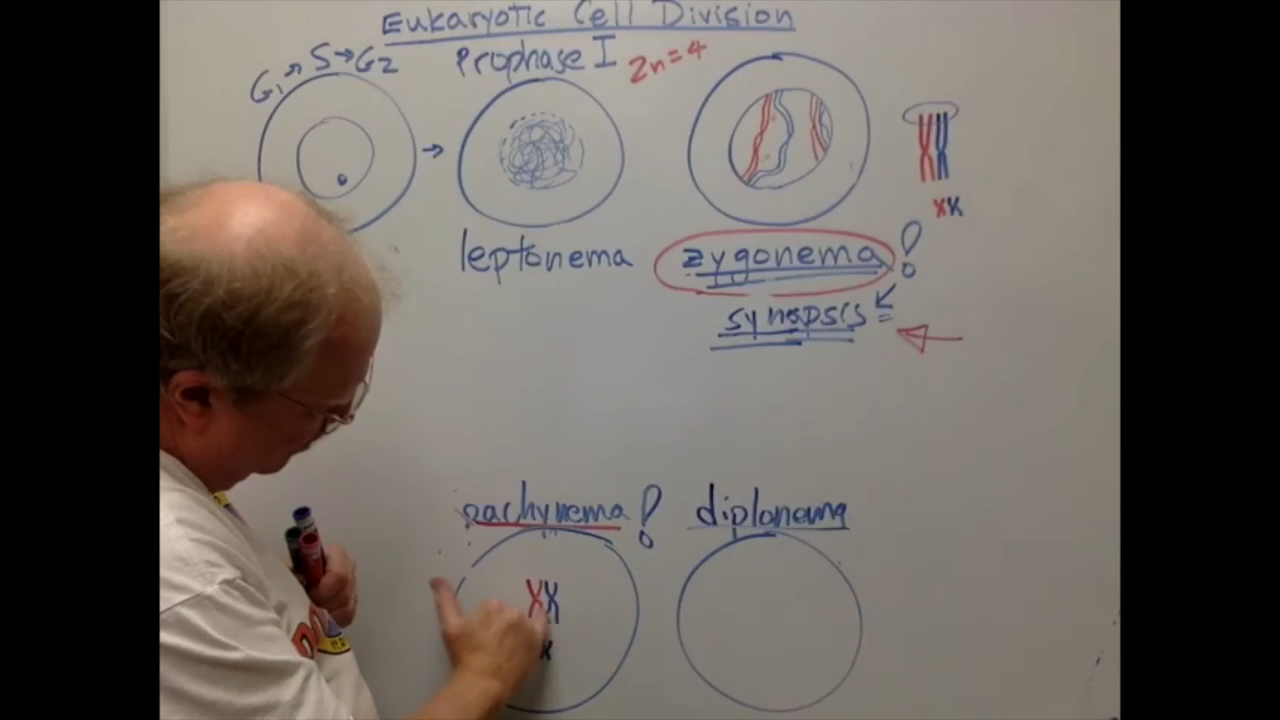 Eukaryotic Cell Division
G₁ → S → G₂
Prophase I
2n=4
leptonema
zygonema!
synapsis
pachynema!
diplonema